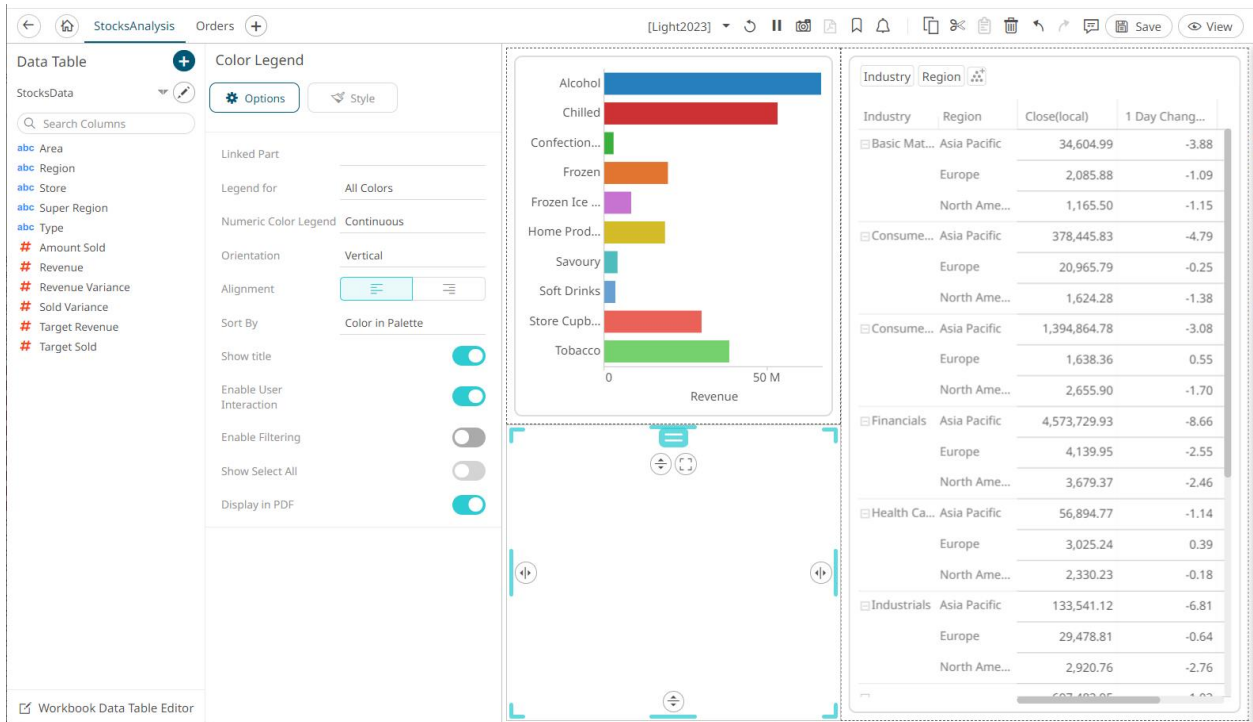 StocksAnalysis Orders
[Light2023]
Save
View
Data Table
StocksData
Search Columns
abc Area
abc Region
abc Store
abc Super Region
abc Type
# Amount Sold
# Revenue
# Revenue Variance
# Sold Variance
# Target Revenue
# Target Sold
Workbook Data Table Editor
Color Legend
Options Style
Linked Part
Legend for All Colors
Numeric Color Legend Continuous
Orientation Vertical
Alignment
Sort By Color in Palette
Show title
Enable User
Interaction
Enable Filtering
Show Select All
Display in PDF
Alcohol
Chilled
Confection...
Frozen
Frozen Ice ...
Home Prod...
Savoury
Soft Drinks
Store Cupb...
Tobacco
0 50 M
Revenue
Industry Region
Industry Region Close(local) 1 Day Chang...
Basic Mat... Asia Pacific 34,604.99 -3.88
Europe 2,085.88 -1.09
North Ame... 1,165.50 -1.15
Consume... Asia Pacific 378,445.83 -4.79
Europe 20,965.79 -0.25
North Ame... 1,624.28 -1.38
Consume... Asia Pacific 1,394,864.78 -3.08
Europe 1,638.36 0.55
North Ame... 2,655.90 -1.70
Financials Asia Pacific 4,573,729.93 -8.66
Europe 4,139.95 -2.55
North Ame... 3,679.37 -2.46
Health Ca... Asia Pacific 56,894.77 -1.14
Europe 3,025.24 0.39
North Ame... 2,330.23 -0.18
Industrials Asia Pacific 133,541.12 -6.81
Europe 29,478.81 -0.64
North Ame... 2,920.76 -2.76